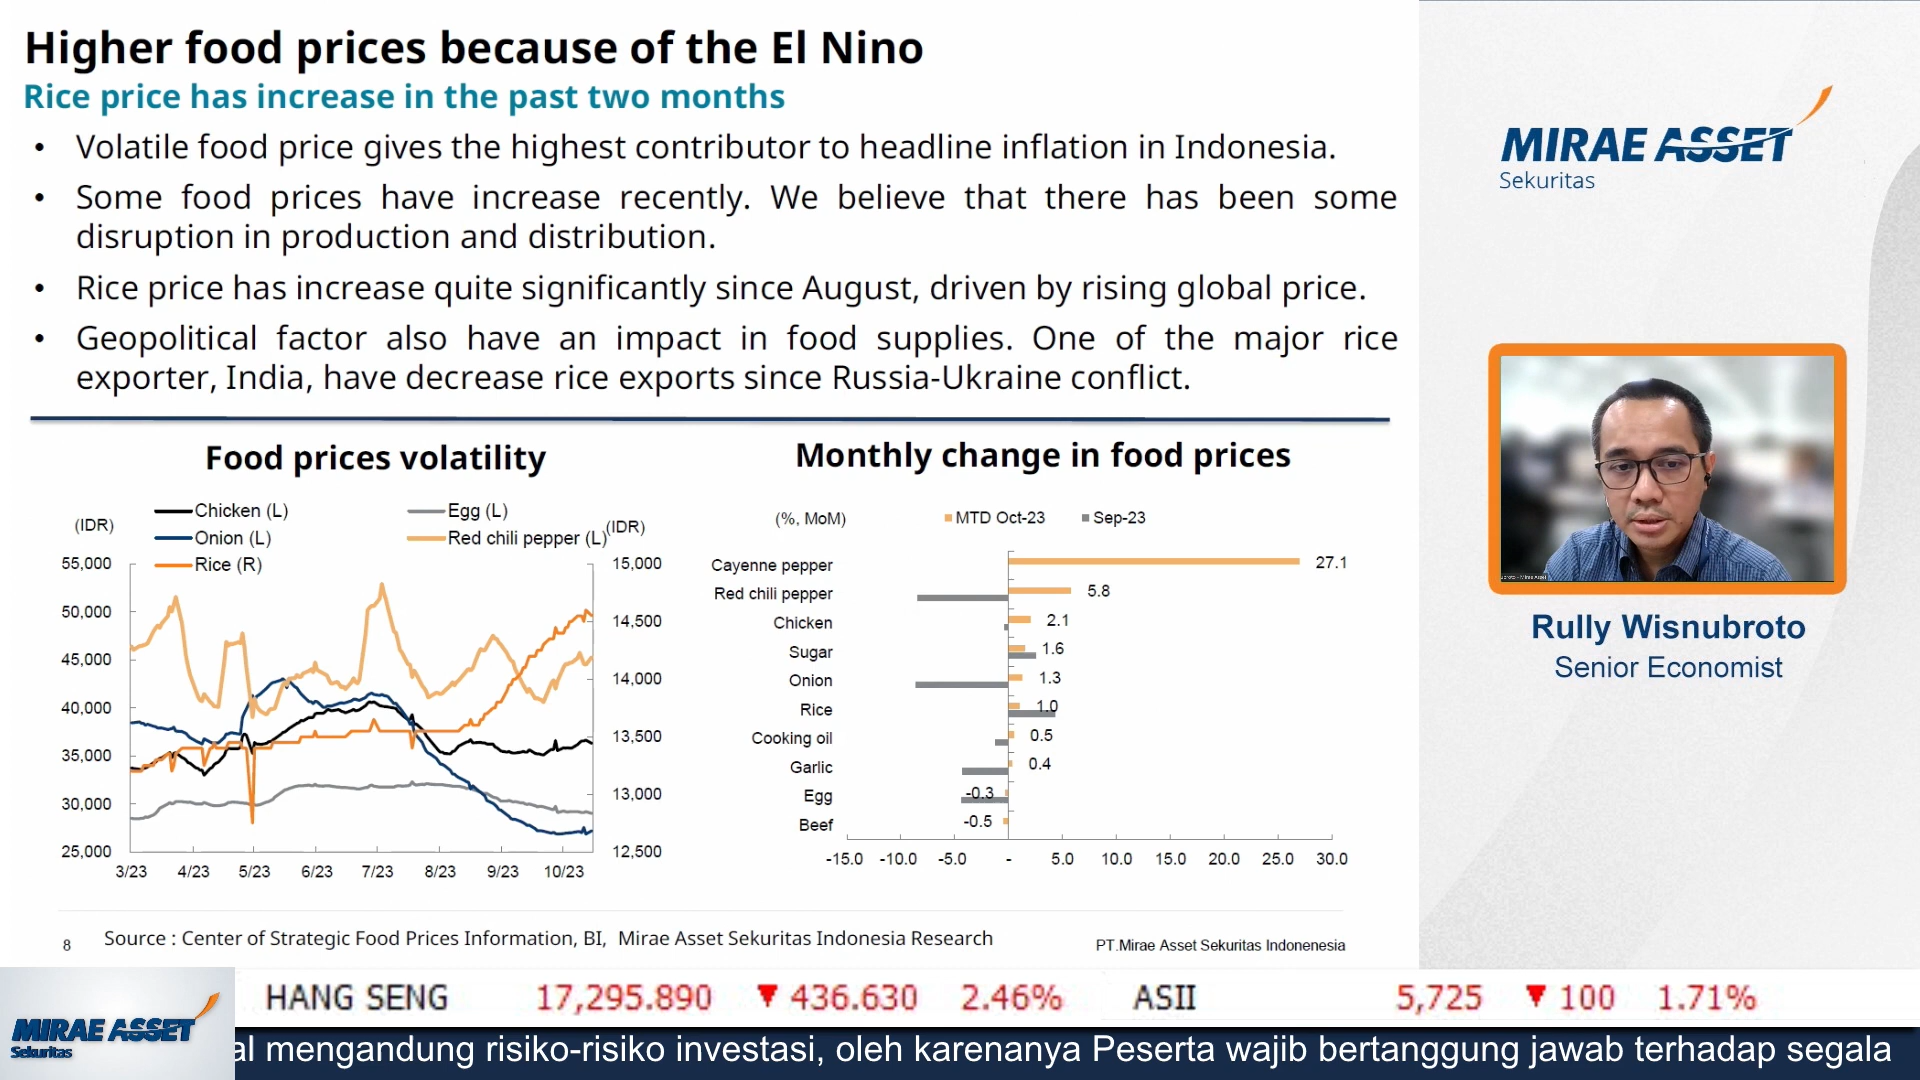 Higher food prices because of the El Nino
Rice price has increase in the past two months
• Volatile food price gives the highest contributor to headline inflation in Indonesia.
• Some food prices have increase recently. We believe that there has been some
disruption in production and distribution.
• Rice price has increase quite significantly since August, driven by rising global price.
• Geopolitical factor also have an impact in food supplies. One of the major rice
exporter, India, have decrease rice exports since Russia-Ukraine conflict.
Food prices volatility
Chicken (L) Egg (L)
(IDR) (IDR)
Onion (L) Red chili pepper (L)
Rice (R)
55,000 15,000
50,000 14,500
45,000 14,000
40,000 13,500
35,000 13,000
30,000 12,500
25,000
3/23 4/23 5/23 6/23 7/23 8/23 9/23 10/23
Monthly change in food prices
(%, MoM) MTD Oct-23 Sep-23
Cayenne pepper 27.1
Red chili pepper 5.8
Chicken 2.1
Sugar 1.6
Onion 1.3
Rice 1.0
Cooking oil 0.5
Garlic 0.4
Egg -0.3
Beef -0.5
-15.0 -10.0 -5.0 - 5.0 10.0 15.0 20.0 25.0 30.0
8 Source : Center of Strategic Food Prices Information, BI, Mirae Asset Sekuritas Indonesia Research
PT.Mirae Asset Sekuritas Indonenesia
MIRAE ASSET
Sekuritas
Rully Wisnubroto
Senior Economist
HANG SENG 17,295.890 ▼ 436.630 2.46% ASII 5,725 ▼ 100 1.71%
MIRAE ASSET
Sekuritas
al mengandung risiko-risiko investasi, oleh karenanya Peserta wajib bertanggung jawab terhadap segala